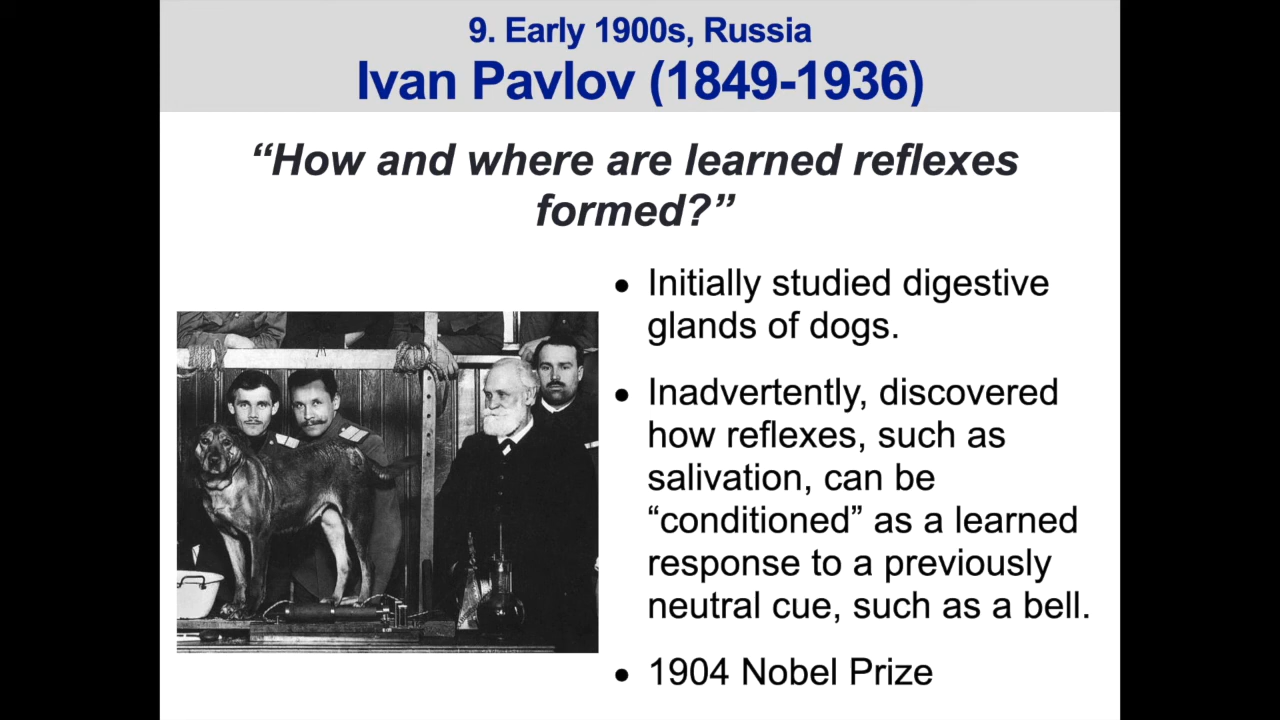 9. Early 1900s, Russia
Ivan Pavlov (1849-1936)
“How and where are learned reflexes
formed?”
• Initially studied digestive
glands of dogs.
• Inadvertently, discovered
how reflexes, such as
salivation, can be
“conditioned” as a learned
response to a previously
neutral cue, such as a bell.
• 1904 Nobel Prize